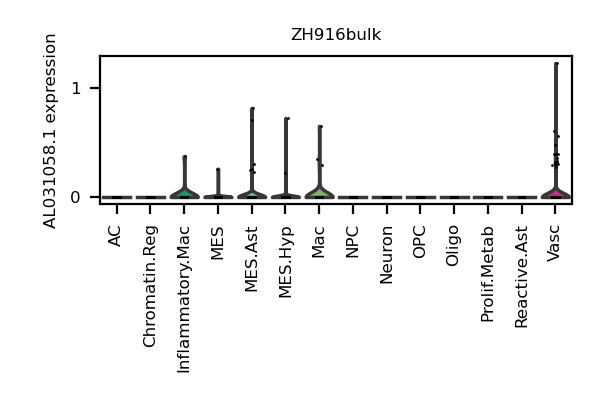 ZH916bulk
AL031058.1 expression
1
0
AC
Chromatin.Reg
Inflammatory.Mac
MES
MES.Ast
MES.Hyp
Mac
NPC
Neuron
OPC
Oligo
Prolif.Metab
Reactive.Ast
Vasc